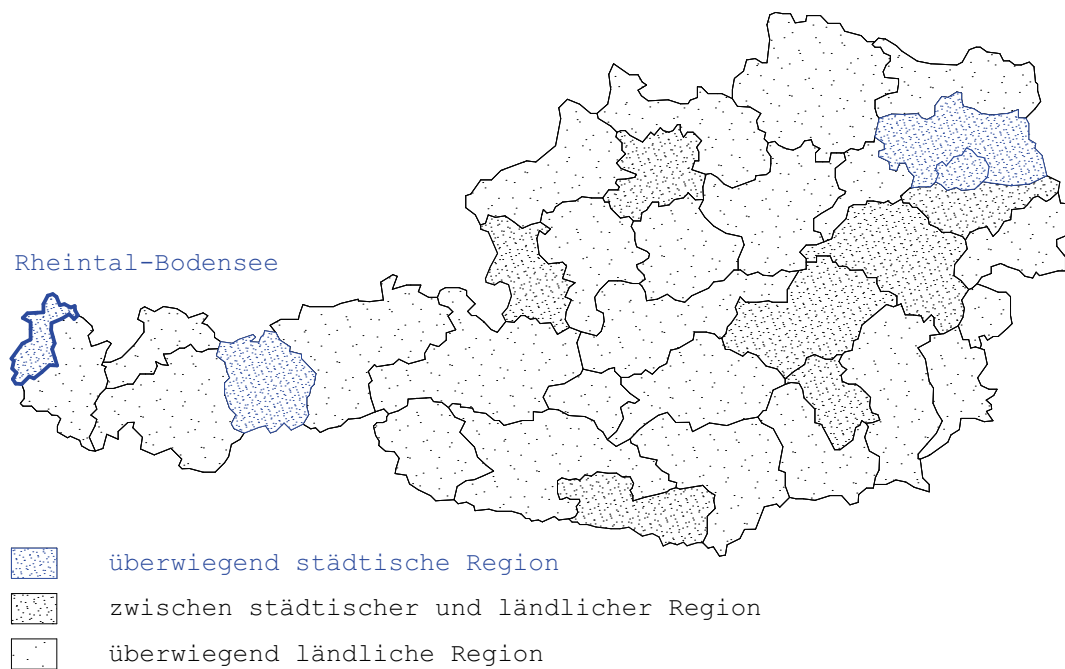 Rheintal-Bodensee
überwiegend städtische Region
zwischen städtischer und ländlicher Region
überwiegend ländliche Region